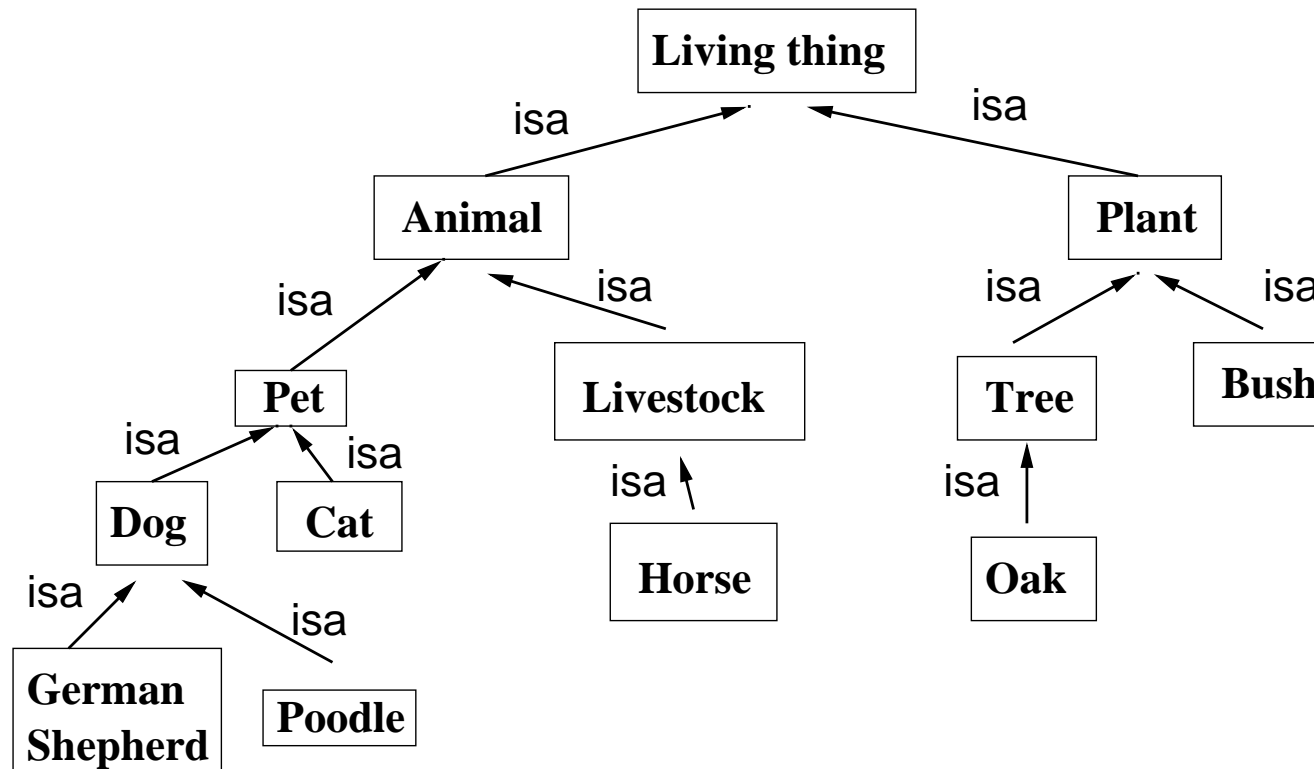 Living thing
isa
isa
Animal
Plant
isa
isa
isa
isa
Pet
Livestock
Tree
Bush
isa
isa
isa
isa
Dog
Cat
Horse
Oak
isa
isa
German
Shepherd
Poodle